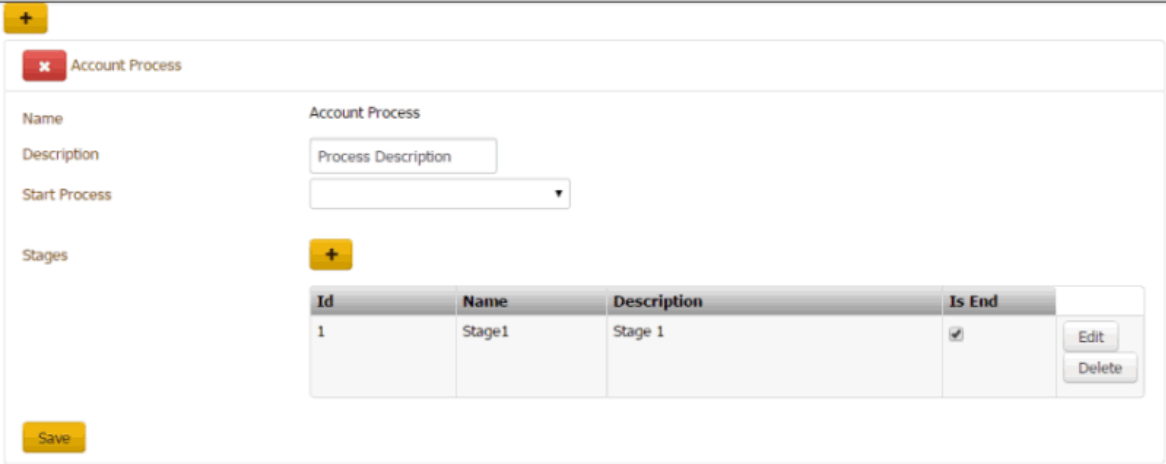 +
× Account Process
Name Account Process
Description Process Description
Start Process
Stages +
Id Name Description Is End
1 Stage1 Stage 1 Edit
Delete
Save